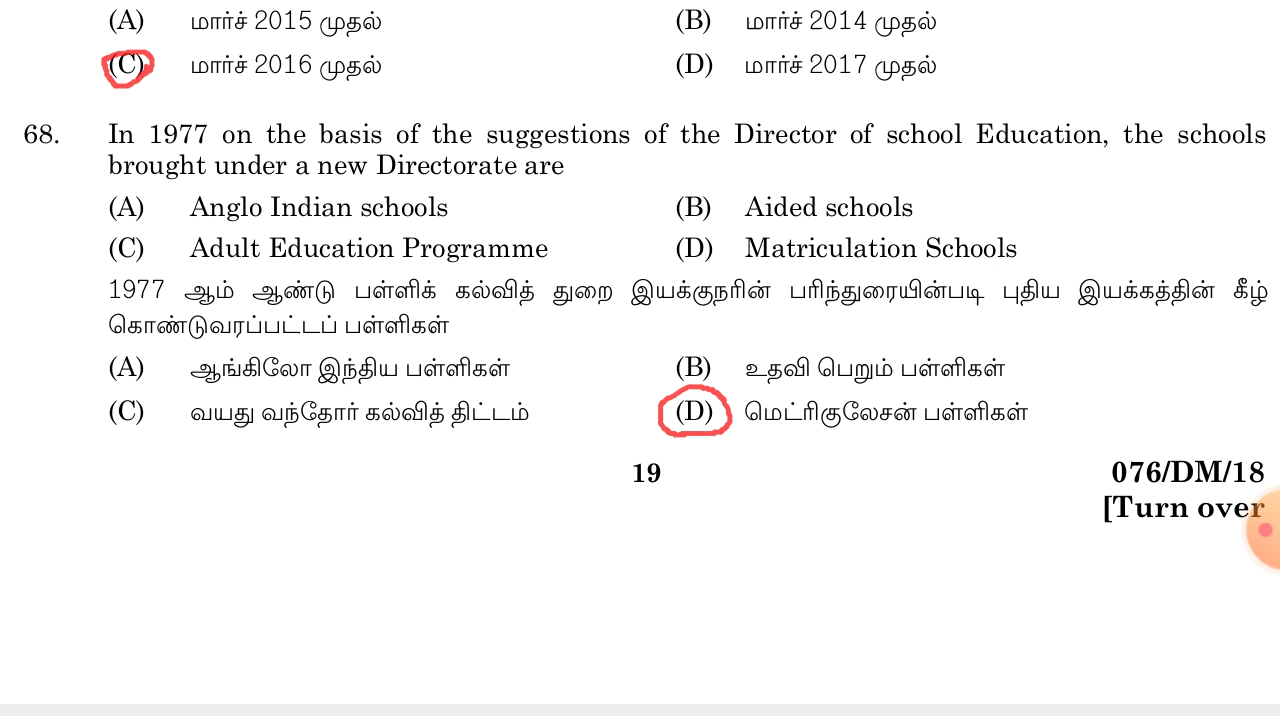 (A) மார்ச் 2015 முதல் (B) மார்ச் 2014 முதல்
(C) மார்ச் 2016 முதல் (D) மார்ச் 2017 முதல்
68. In 1977 on the basis of the suggestions of the Director of school Education, the schools
brought under a new Directorate are
(A) Anglo Indian schools (B) Aided schools
(C) Adult Education Programme (D) Matriculation Schools
1977 ஆம் ஆண்டு பள்ளிக் கல்வித் துறை இயக்குநரின் பரிந்துரையின்படி புதிய இயக்கத்தின் கீழ்
கொண்டுவரப்பட்டப் பள்ளிகள்
(A) ஆங்கிலோ இந்திய பள்ளிகள் (B) உதவி பெறும் பள்ளிகள்
(C) வயது வந்தோர் கல்வித் திட்டம் (D) மெட்ரிகுலேசன் பள்ளிகள்
19 076/DM/18
[Turn over